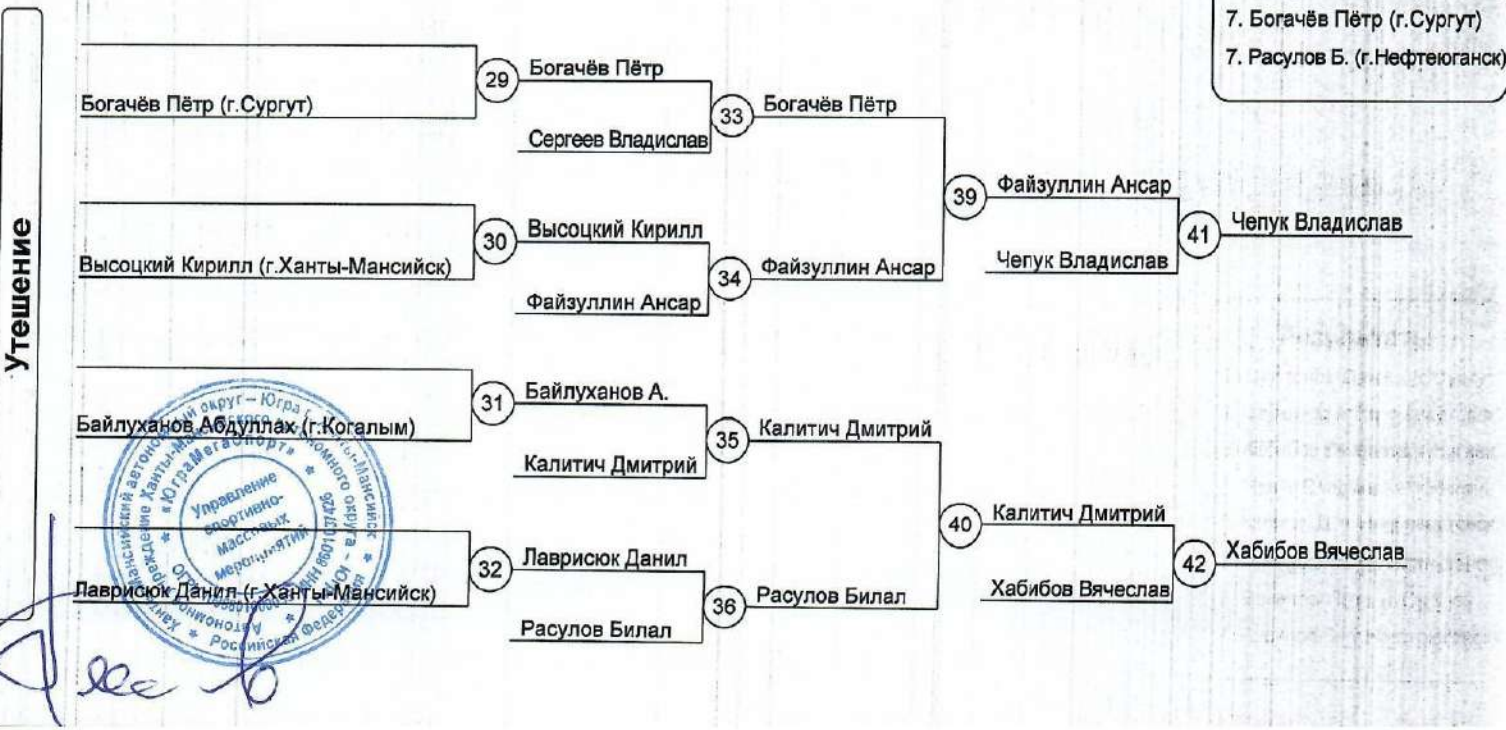 7. Богачёв Пётр (г.Сургут)
7. Расулов Б. (г.Нефтеюганск)
Утешение
Богачёв Пётр (г.Сургут)
29
Богачёв Пётр
Сергеев Владислав
33
Богачёв Пётр
Высоцкий Кирилл (г.Ханты-Мансийск)
30
Высоцкий Кирилл
Файзуллин Ансар
34
Файзуллин Ансар
39
Файзуллин Ансар
Чепук Владислав
41
Чепук Владислав
Байлуханов Абдуллах (г.Когалым)
31
Байлуханов А.
Калитич Дмитрий
35
Калитич Дмитрий
Лаврисюк Данил (г.Ханты-Мансийск)
32
Лаврисюк Данил
Расулов Билал
36
Расулов Билал
40
Калитич Дмитрий
Хабибов Вячеслав
42
Хабибов Вячеслав
«ЮграМегаСпорт»
Управление
спортивно-
массовых
мероприятий
Российская Федерация